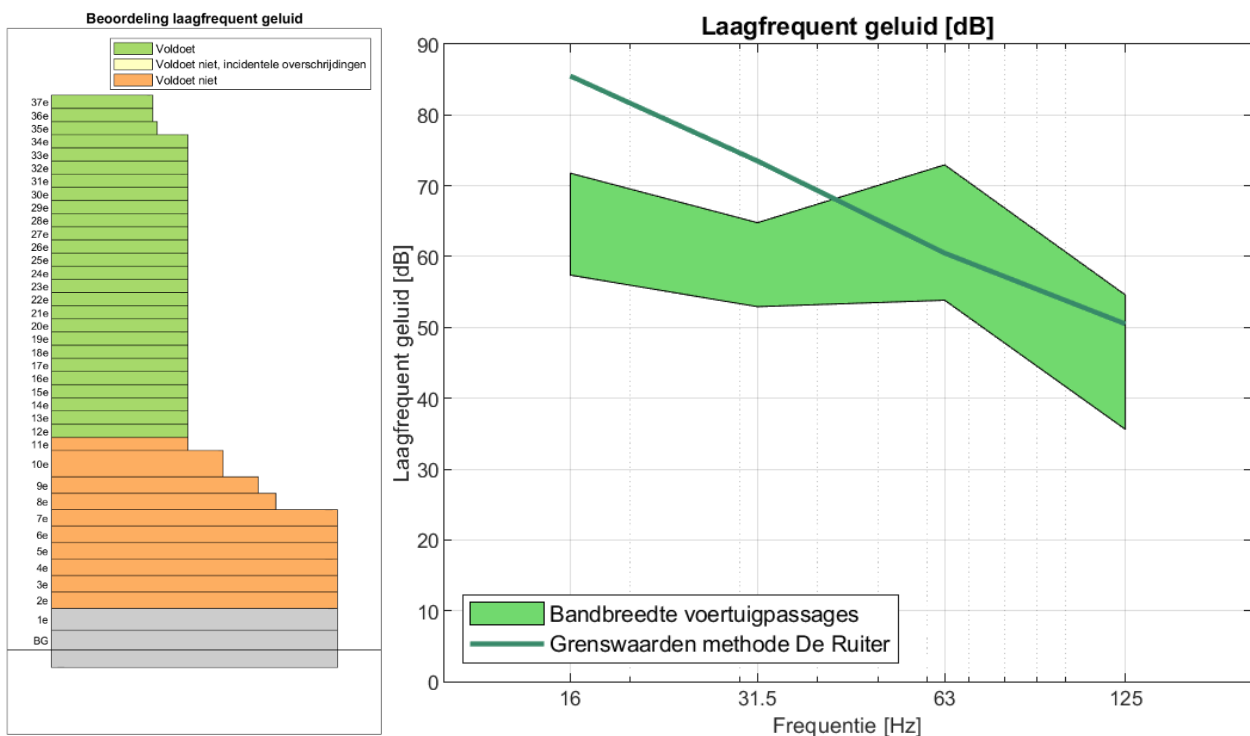 Beoordeling laagfrequent geluid
Voldoet
Voldoet niet, incidentele overschrijdingen
Voldoet niet
37e
36e
35e
34e
33e
32e
31e
30e
29e
28e
27e
26e
25e
24e
23e
22e
21e
20e
19e
18e
17e
16e
15e
14e
13e
12e
11e
10e
9e
8e
7e
6e
5e
4e
3e
2e
1e
BG
Laagfrequent geluid [dB]
Laagfrequent geluid [dB]
90
80
70
60
50
40
30
20
10
0
Bandbreedte voertuigpassages
Grenswaarden methode De Ruiter
16 31.5 63 125
Frequentie [Hz]